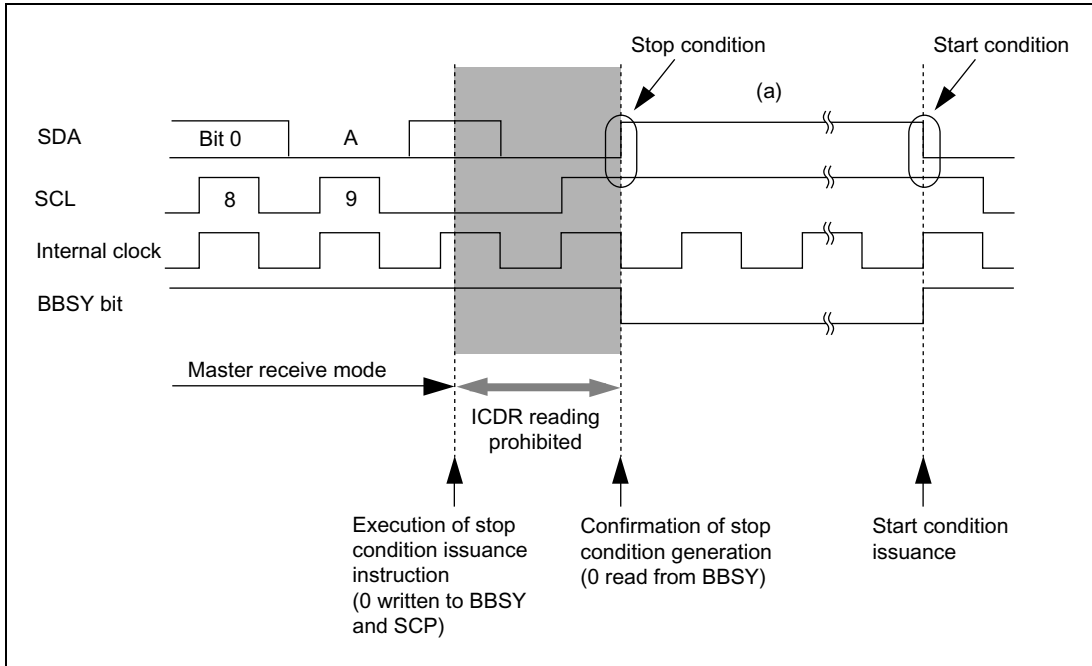 Stop condition
Start condition
(a)
SDA
Bit 0
A
SCL
8
9
Internal clock
BBSY bit
Master receive mode
ICDR reading
prohibited
Execution of stop
condition issuance
instruction
(0 written to BBSY
and SCP)
Confirmation of stop
condition generation
(0 read from BBSY)
Start condition
issuance